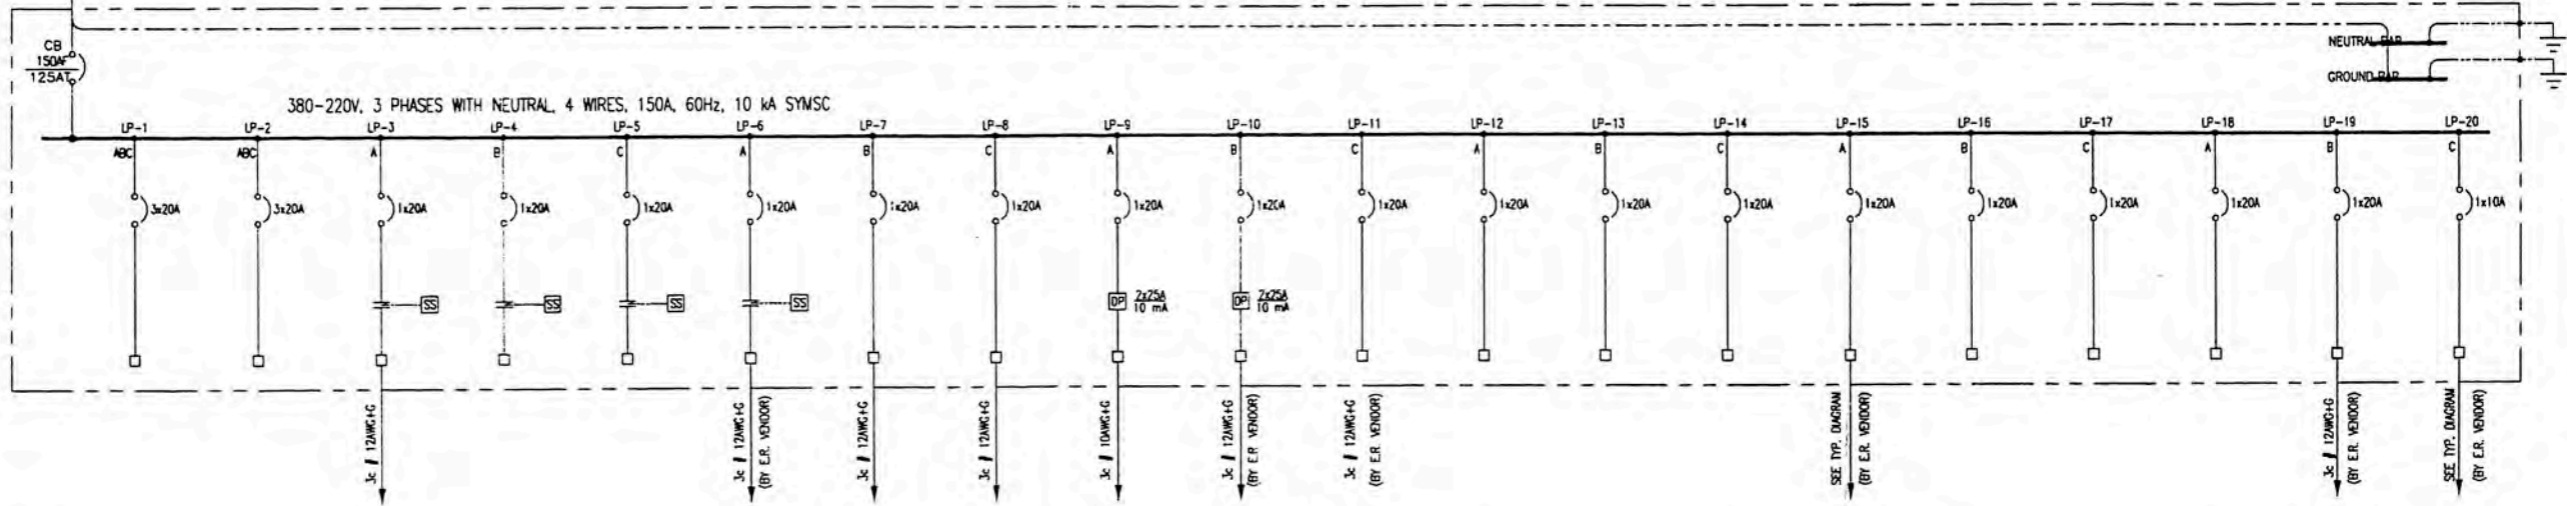 CB
150AF
125AT
NEUTRAL BAR
GROUND BAR
380-220V, 3 PHASES WITH NEUTRAL, 4 WIRES, 150A, 60Hz, 10 kA SYMSC
LP-1 LP-2 LP-3 LP-4 LP-5 LP-6 LP-7 LP-8 LP-9 LP-10 LP-11 LP-12 LP-13 LP-14 LP-15 LP-16 LP-17 LP-18 LP-19 LP-20
ABC ABC A B C A B C A B C A B C A B C A B C
3x20A 3x20A 1x20A 1x20A 1x20A 1x20A 1x20A 1x20A 1x20A 1x20A 1x20A 1x20A 1x20A 1x20A 1x20A 1x20A 1x20A 1x20A 1x20A 1x10A
SS SS SS SS
DP 2x25A DP 2x25A
10 mA 10 mA
3c # 12AWG+G
3c # 12AWG+G
(BY E.R. VENDOR)
3c # 12AWG+G
3c # 12AWG+G
3c # 10AWG+G
3c # 12AWG+G
(BY E.R. VENDOR)
3c # 12AWG+G
(BY E.R. VENDOR)
SEE TYP. DIAGRAM
(BY E.R. VENDOR)
3c # 12AWG+G
(BY E.R. VENDOR)
SEE TYP. DIAGRAM
(BY E.R. VENDOR)